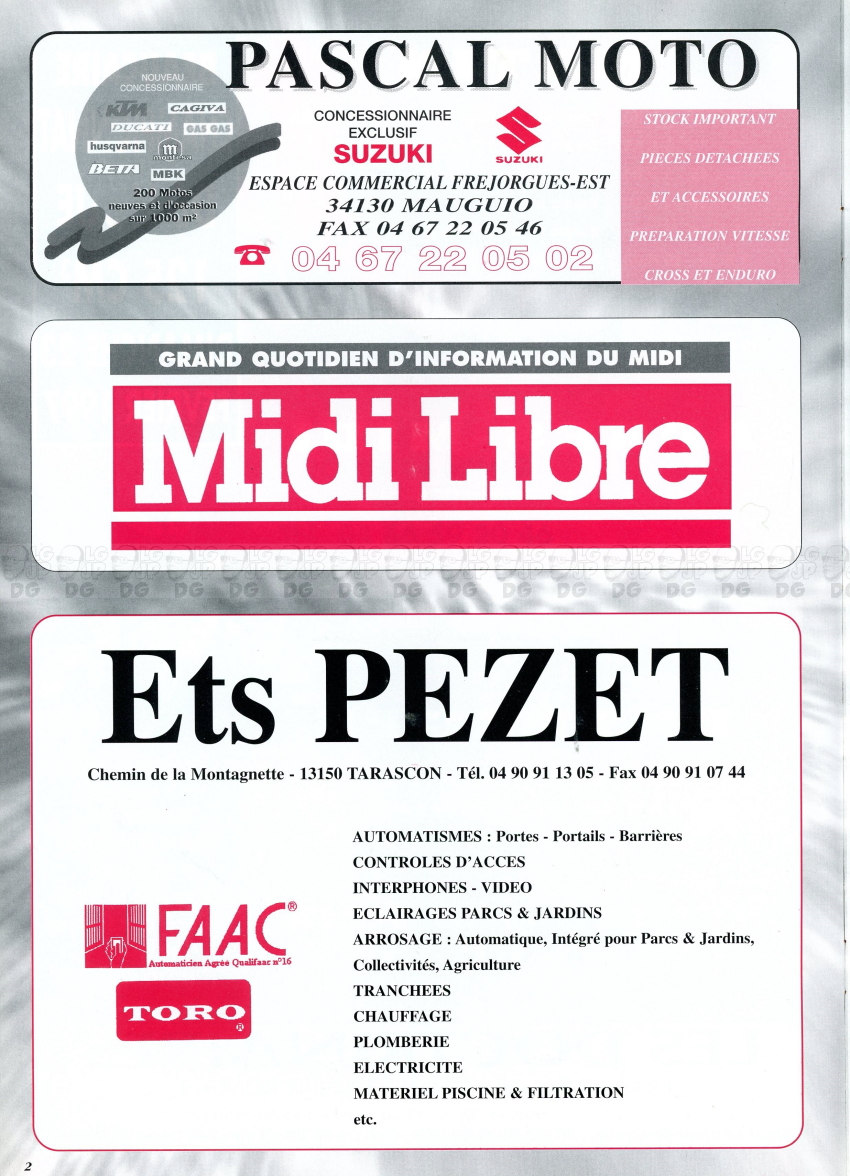 PASCAL MOTO
NOUVEAU
CONCESSIONNAIRE
KTM CAGIVA
DUCATI GAS GAS
husqvarna montesa
BETA MBK
200 Motos
neuves et d'occasion
sur 1000 m²
CONCESSIONNAIRE
EXCLUSIF
SUZUKI
SUZUKI
ESPACE COMMERCIAL FREJORGUES-EST
34130 MAUGUIO
FAX 04 67 22 05 46
☎ 04 67 22 05 02
STOCK IMPORTANT
PIECES DETACHEES
ET ACCESSOIRES
PREPARATION VITESSE
CROSS ET ENDURO
GRAND QUOTIDIEN D'INFORMATION DU MIDI
Midi Libre
LG JP DG
Ets PEZET
Chemin de la Montagnette - 13150 TARASCON - Tél. 04 90 91 13 05 - Fax 04 90 91 07 44
FAAC®
Automaticien Agréé Qualifaac n°16
TORO®
AUTOMATISMES : Portes - Portails - Barrières
CONTROLES D'ACCES
INTERPHONES - VIDEO
ECLAIRAGES PARCS & JARDINS
ARROSAGE : Automatique, Intégré pour Parcs & Jardins,
Collectivités, Agriculture
TRANCHEES
CHAUFFAGE
PLOMBERIE
ELECTRICITE
MATERIEL PISCINE & FILTRATION
etc.
2